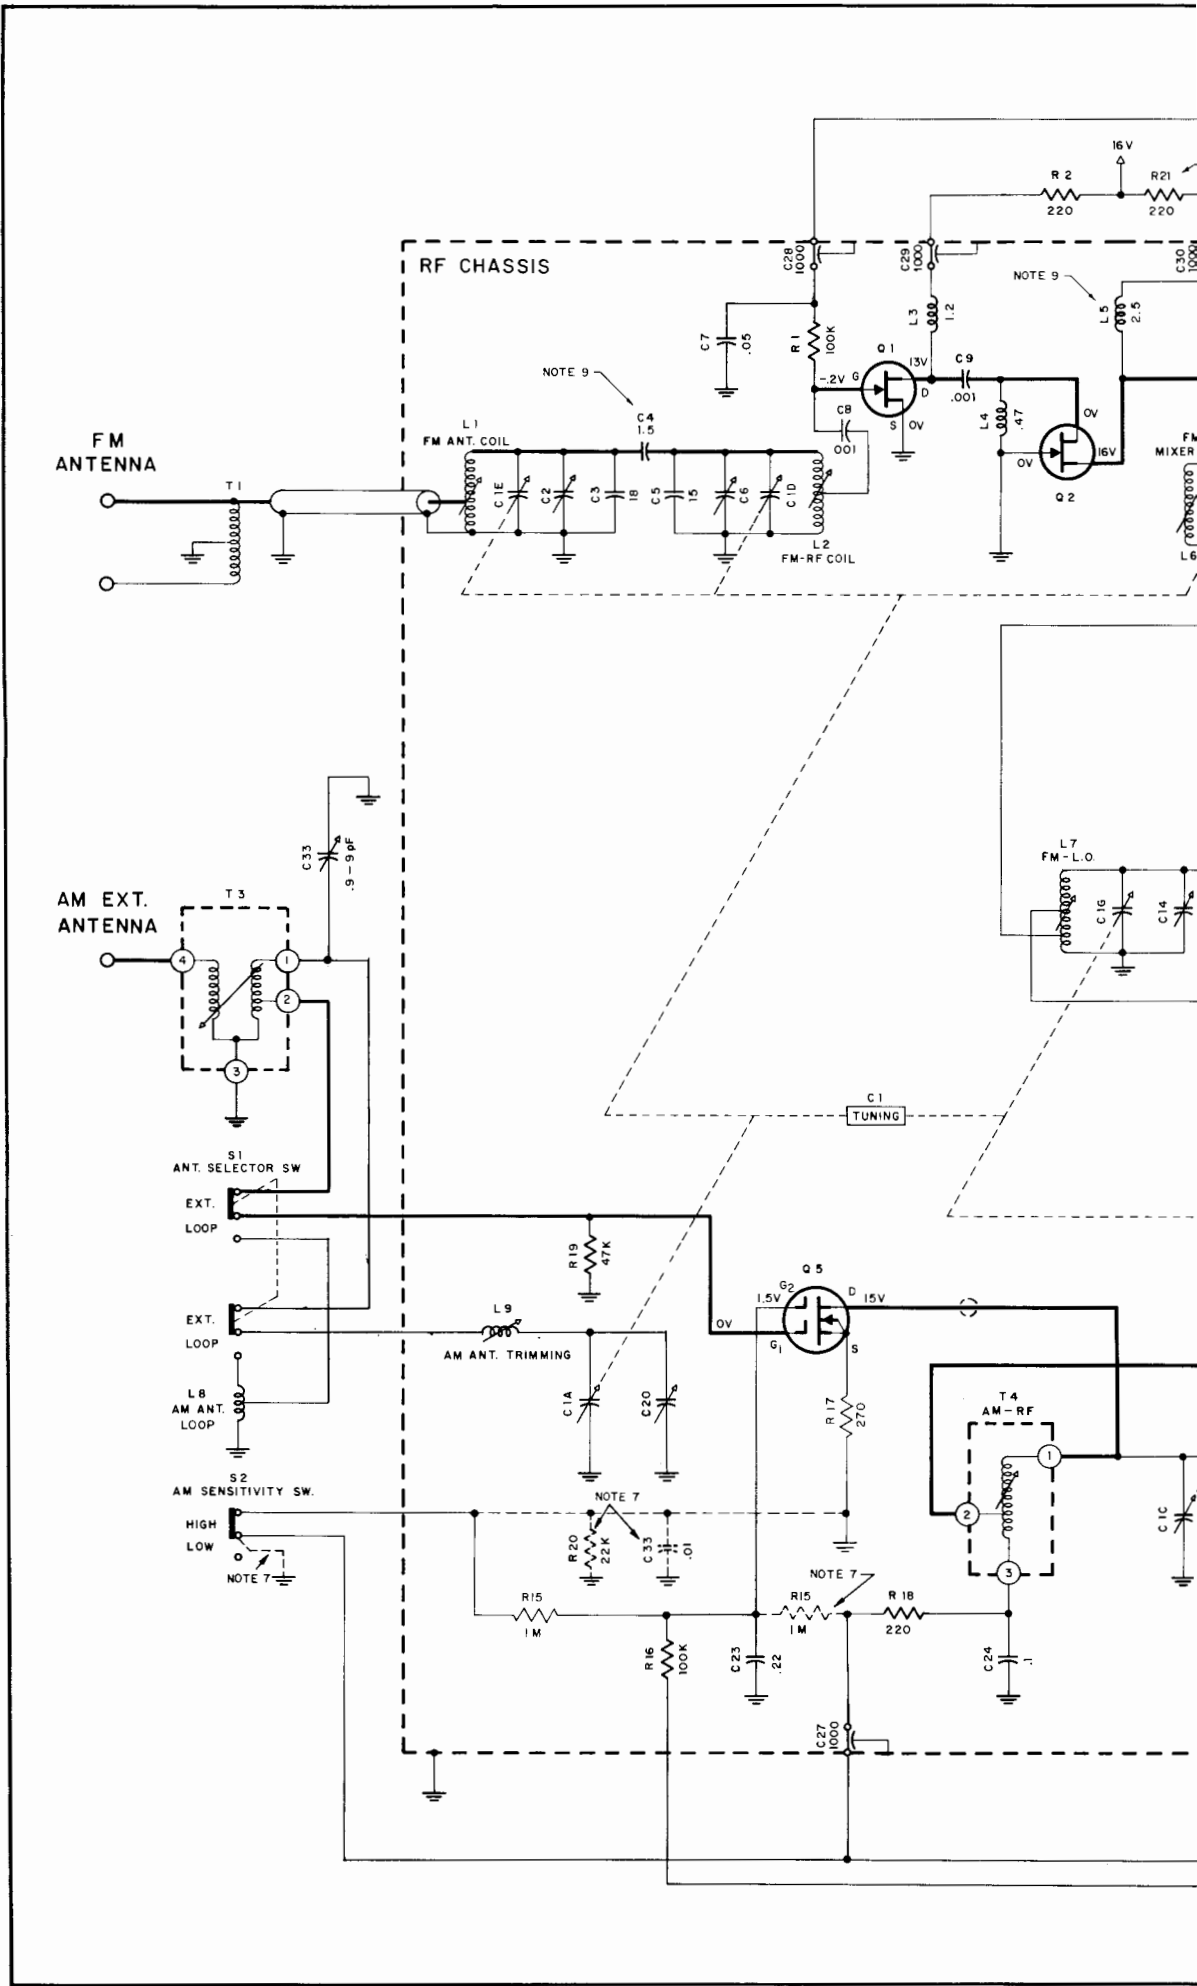 16V
R2
R21
220
220
RF CHASSIS
C28
1000
C29
1000
C30
1000
NOTE 9
L3
1.2
L5
2.5
C7
.05
R1
100K
Q1
13V
C9
.001
NOTE 9
-.2V
G
D
S
0V
C4
1.5
C8
001
L4
.47
0V
0V
16V
Q2
FM
MIXER
L6
FM
ANTENNA
T1
L1
FM ANT. COIL
C1E
C2
C3
18
C5
15
C6
C1D
L2
FM-RF COIL
C33
.9-9pF
L7
FM-L.O.
C1G
C14
AM EXT.
ANTENNA
T3
4
1
2
3
C1
TUNING
S1
ANT. SELECTOR SW
EXT.
LOOP
R19
47K
Q5
G2
1.5V
D
15V
0V
G1
S
EXT.
LOOP
L9
AM ANT. TRIMMING
L8
AM ANT.
LOOP
C1A
C20
R17
270
T4
AM-RF
1
2
3
C1C
S2
AM SENSITIVITY SW.
HIGH
LOW
NOTE 7
NOTE 7
R20
22K
C33
.01
NOTE 7
R15
1M
R15
1M
R18
220
R16
100K
C23
.22
C24
.1
C27
1000